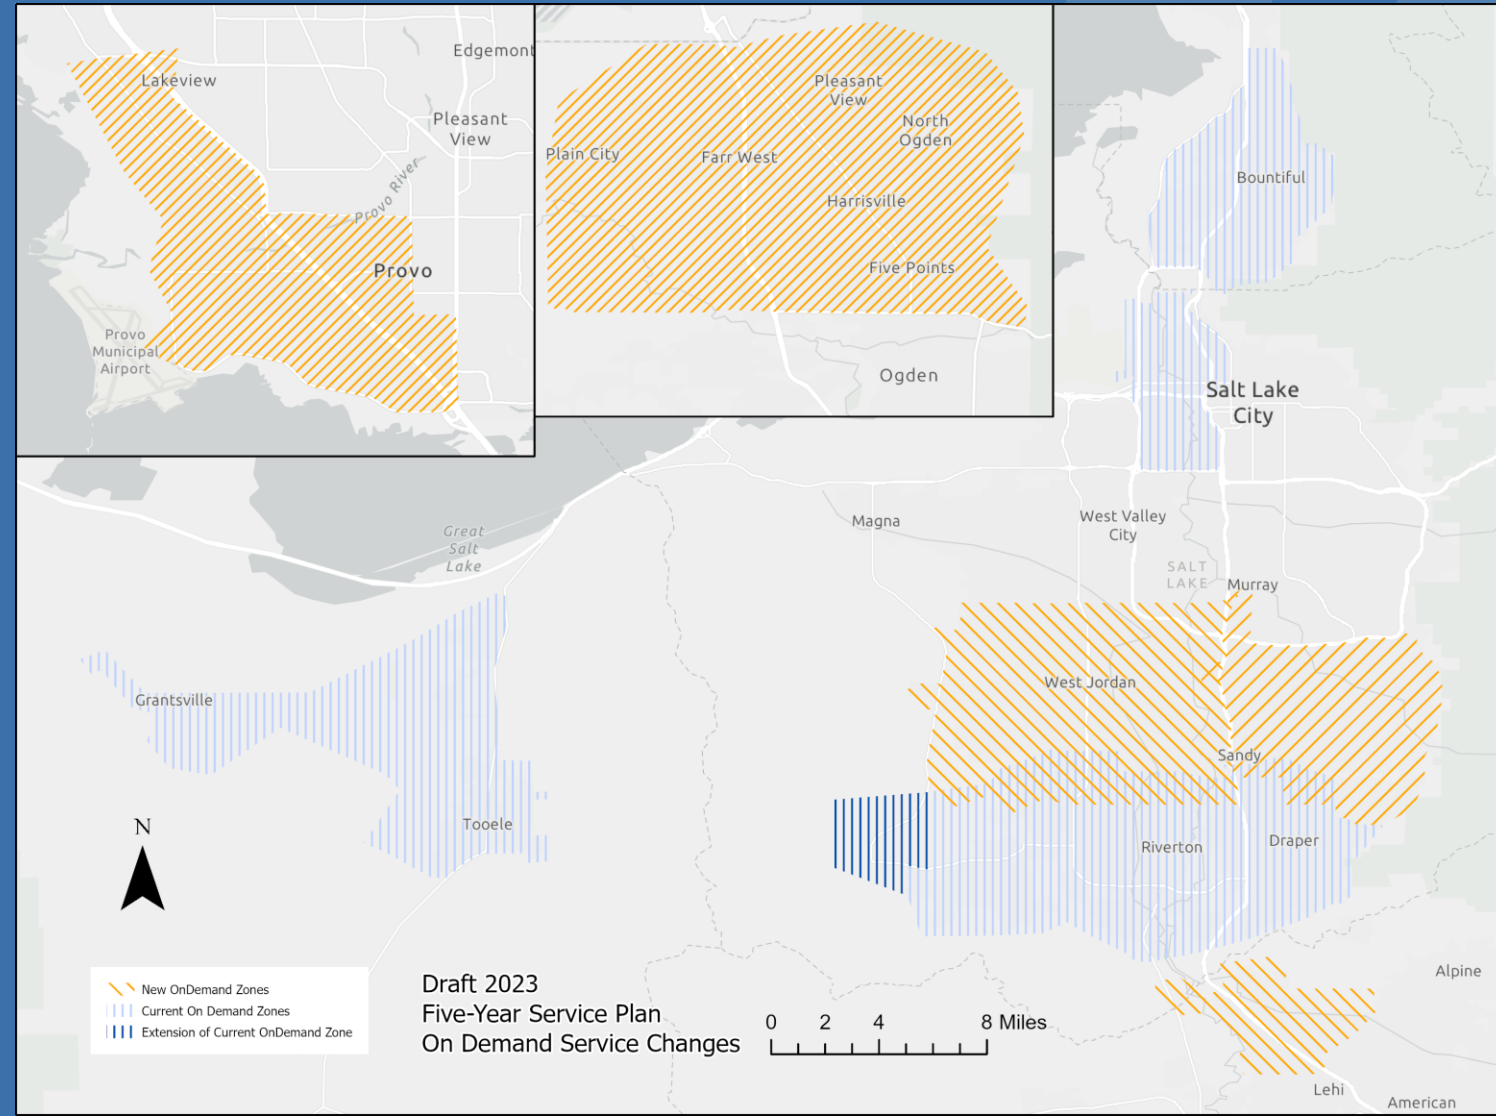 Lakeview
Edgemont
Pleasant
View
Provo River
Provo
Provo
Municipal
Airport
Pleasant
View
North
Ogden
Plain City
Farr West
Harrisville
Five Points
Ogden
Bountiful
Salt Lake
City
Great
Salt
Lake
Magna
West Valley
City
SALT
LAKE
Murray
Grantsville
West Jordan
Sandy
Tooele
Riverton
Draper
N
Alpine
Lehi
American
New OnDemand Zones
Current On Demand Zones
Extension of Current OnDemand Zone
Draft 2023
Five-Year Service Plan
On Demand Service Changes
0 2 4 8 Miles